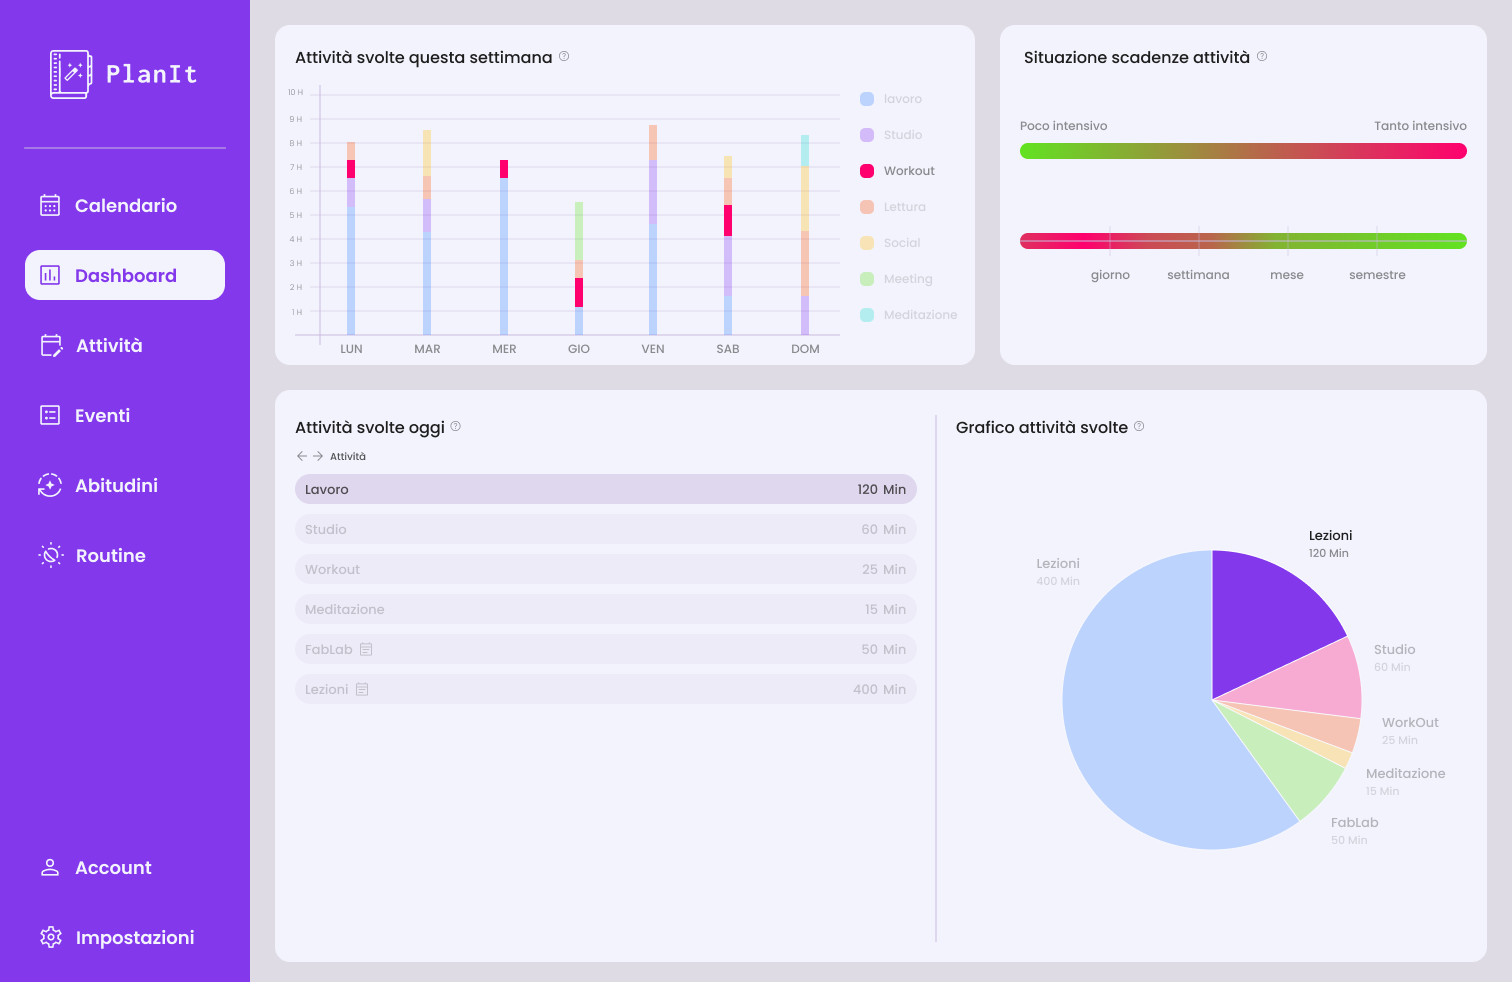 PlanIt
Calendario
Dashboard
Attività
Eventi
Abitudini
Routine
Account
Impostazioni
Attività svolte questa settimana ?
10 H
9 H
8 H
7 H
6 H
5 H
4 H
3 H
2 H
1 H
LUN MAR MER GIO VEN SAB DOM
lavoro
Studio
Workout
Lettura
Social
Meeting
Meditazione
Situazione scadenze attività ?
Poco intensivo Tanto intensivo
giorno settimana mese semestre
Attività svolte oggi ?
Attività
Lavoro 120 Min
Studio 60 Min
Workout 25 Min
Meditazione 15 Min
FabLab 50 Min
Lezioni 400 Min
Grafico attività svolte ?
Lezioni
120 Min
Lezioni
400 Min
Studio
60 Min
WorkOut
25 Min
Meditazione
15 Min
FabLab
50 Min